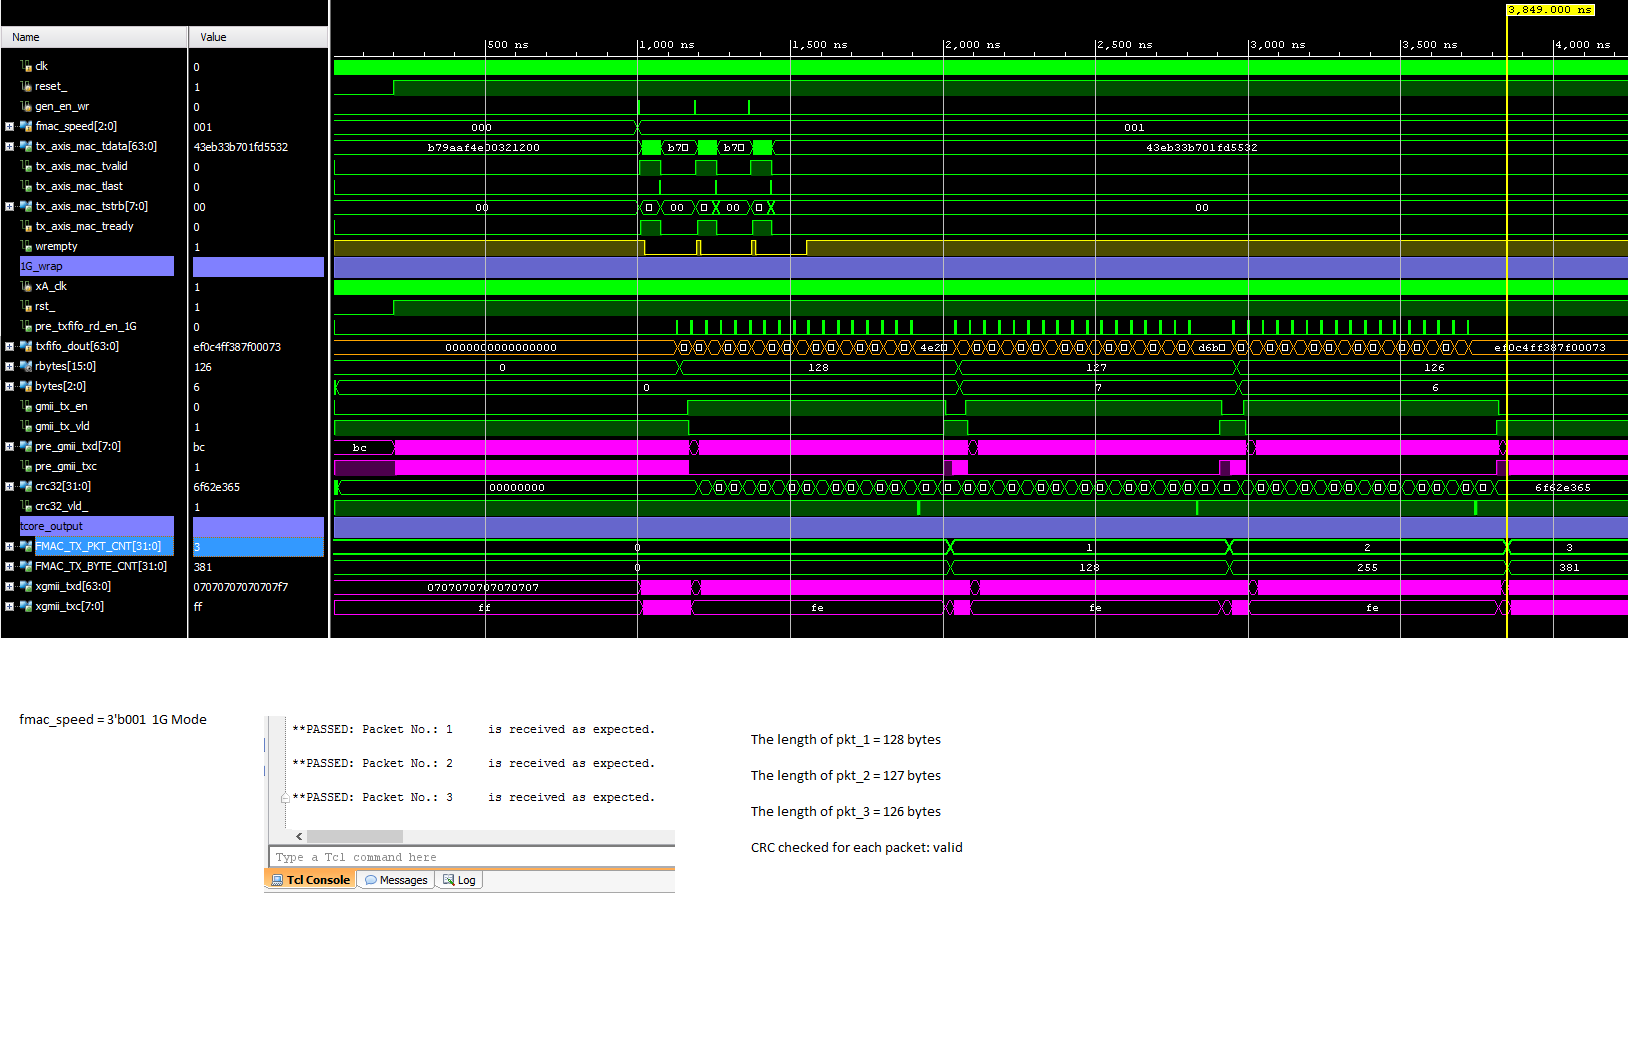 3,849.000 ns
Name Value
500 ns 1,000 ns 1,500 ns 2,000 ns 2,500 ns 3,000 ns 3,500 ns 4,000 ns
clk 0
reset_ 1
gen_en_wr 0
fmac_speed[2:0] 001 000 001
tx_axis_mac_tdata[63:0] 43eb33b701fd5532 b79aaf4e00321200 b70 b70 43eb33b701fd5532
tx_axis_mac_tvalid 0
tx_axis_mac_tlast 0
tx_axis_mac_tstrb[7:0] 00 00 00 00 00
tx_axis_mac_tready 0
wrempty 1
1G_wrap
xA_clk 1
rst_ 1
pre_txfifo_rd_en_1G 0
txfifo_dout[63:0] ef0c4ff387f00073 0000000000000000 4e20 d6b0 ef0c4ff387f00073
rbytes[15:0] 126 0 128 127 126
bytes[2:0] 6 0 7 6
gmii_tx_en 0
gmii_tx_vld 1
pre_gmii_txd[7:0] bc bc
pre_gmii_txc 1
crc32[31:0] 6f62e365 00000000 6f62e365
crc32_vld_ 1
tcore_output
FMAC_TX_PKT_CNT[31:0] 3 0 1 2 3
FMAC_TX_BYTE_CNT[31:0] 381 0 128 255 381
xgmii_txd[63:0] 07070707070707f7 0707070707070707
xgmii_txc[7:0] ff ff fe fe fe
fmac_speed = 3'b001 1G Mode
**PASSED: Packet No.: 1 is received as expected.
**PASSED: Packet No.: 2 is received as expected.
**PASSED: Packet No.: 3 is received as expected.
Type a Tcl command here
Tcl Console Messages Log
The length of pkt_1 = 128 bytes
The length of pkt_2 = 127 bytes
The length of pkt_3 = 126 bytes
CRC checked for each packet: valid